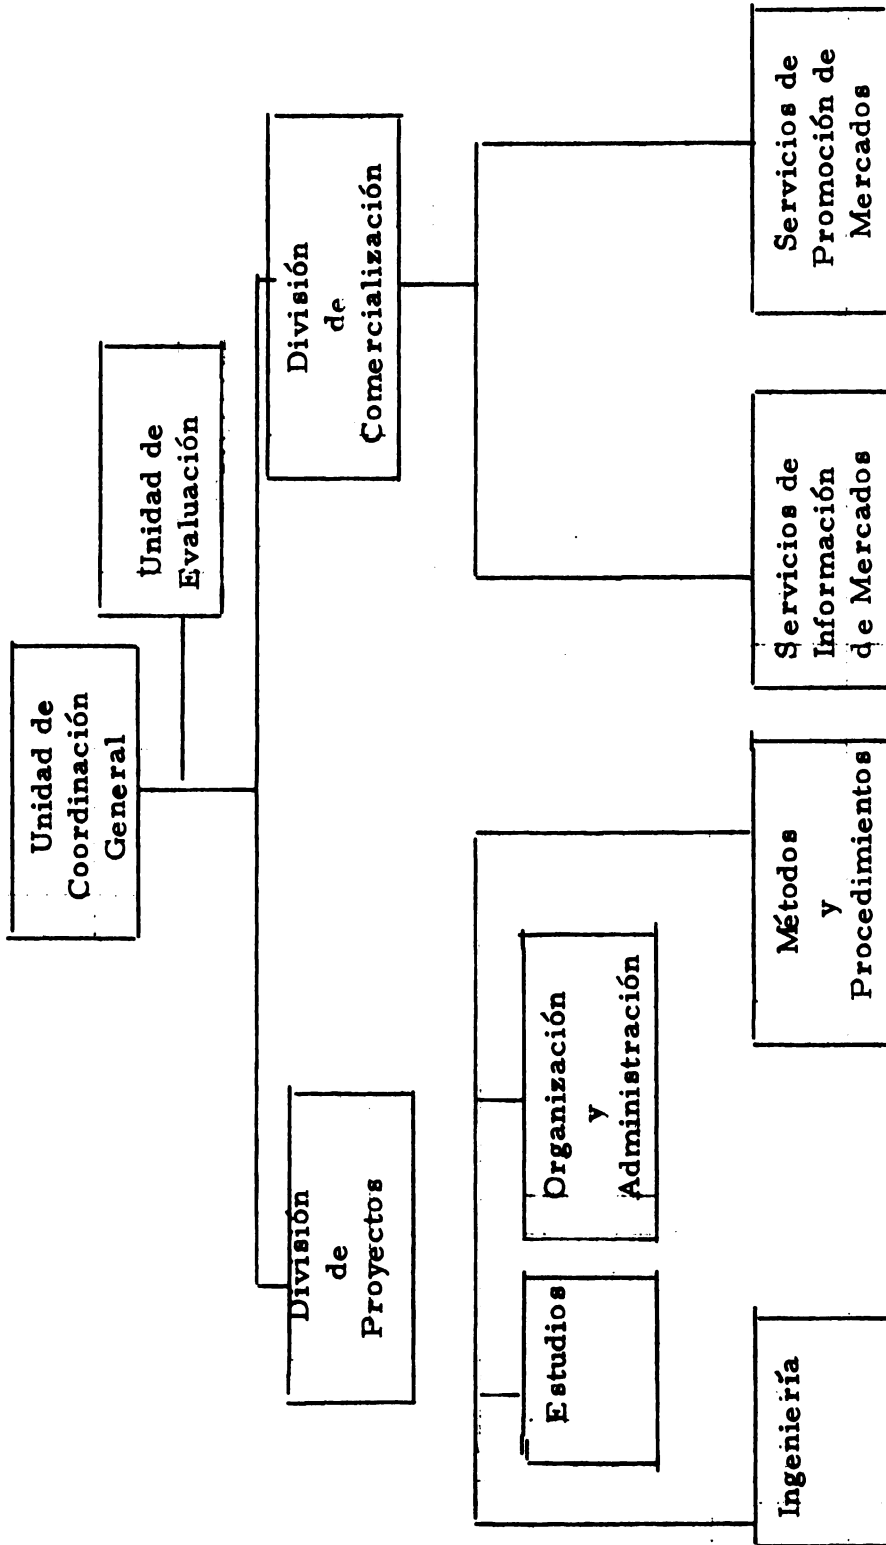 Unidad de
Coordinación
General
Unidad de
Evaluación
División
de
Proyectos
División
de
Comercialización
Ingeniería
Estudios
Organización
y
Administración
Métodos
y
Procedimientos
Servicios de
Información
de Mercados
Servicios de
Promoción de
Mercados